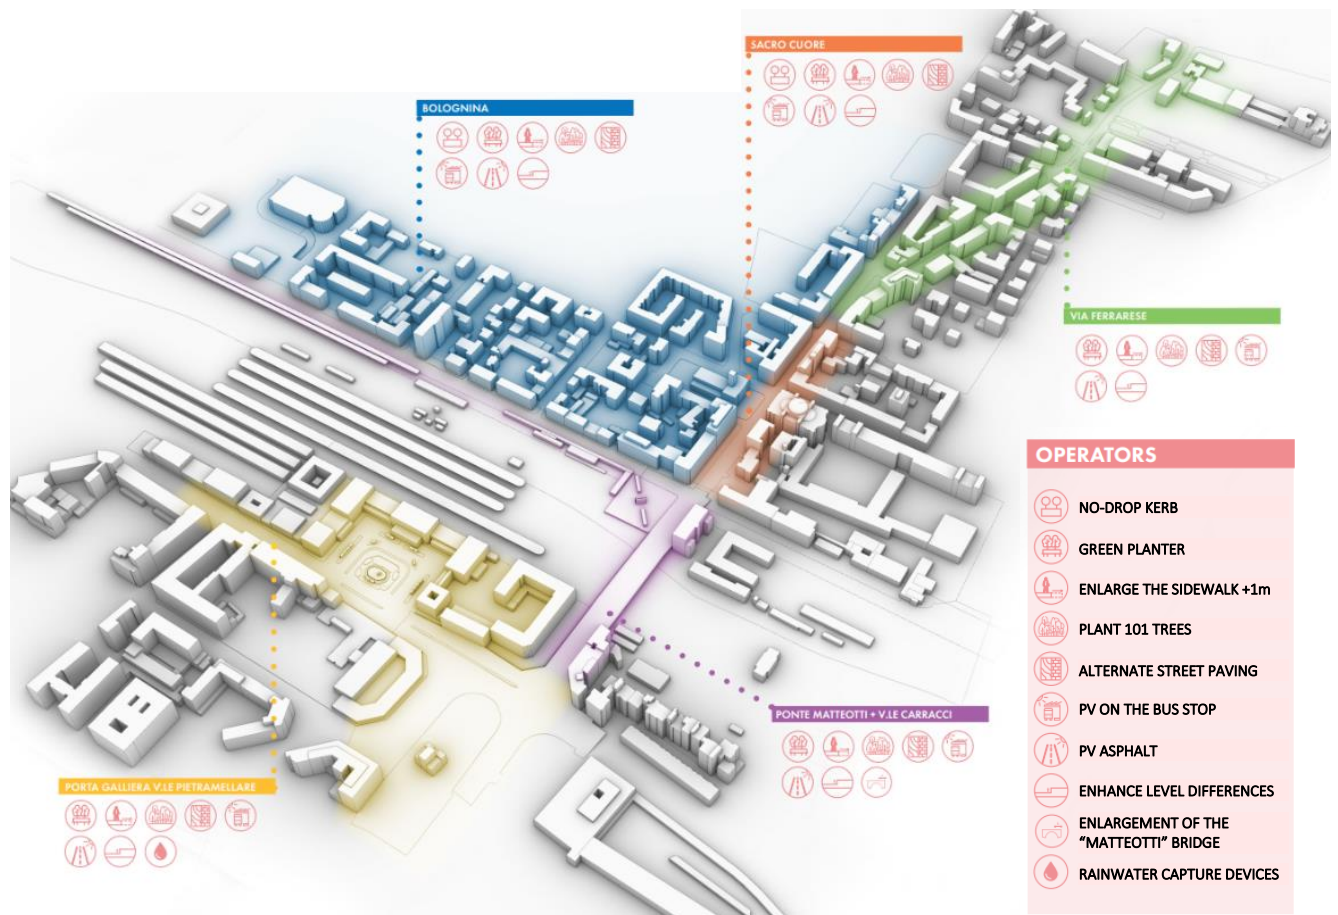 SACRO CUORE
BOLOGNINA
VIA FERRARESE
OPERATORS
NO-DROP KERB
GREEN PLANTER
ENLARGE THE SIDEWALK +1m
PLANT 101 TREES
ALTERNATE STREET PAVING
PV ON THE BUS STOP
PV ASPHALT
ENHANCE LEVEL DIFFERENCES
ENLARGEMENT OF THE
“MATTEOTTI” BRIDGE
RAINWATER CAPTURE DEVICES
PONTE MATTEOTTI + V.LE CARRACCI
PORTA GALLIERA V.LE PIETRAMELLARE